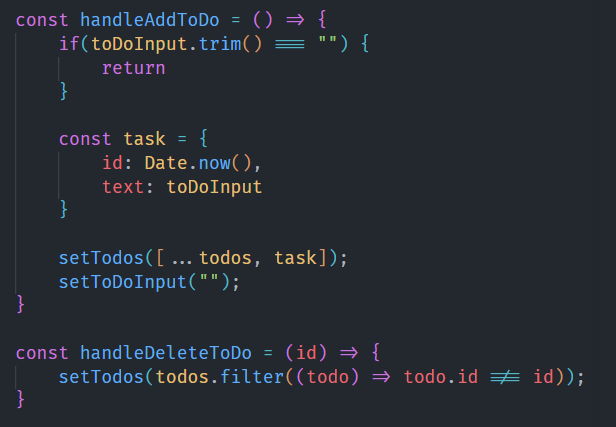 const handleAddToDo = () => {
    if(toDoInput.trim() === "") {
        return
    }

    const task = {
        id: Date.now(),
        text: toDoInput
    }

    setTodos([...todos, task]);
    setToDoInput("");
}

const handleDeleteToDo = (id) => {
    setTodos(todos.filter((todo) => todo.id !== id));
}